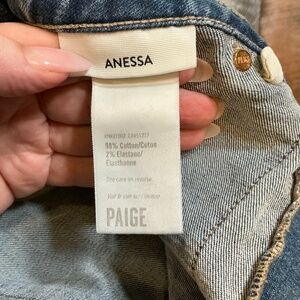 ANESSA
98% Cotton/Coton
2% Elastane/
Elasthanne
See care on reverse.
PAIGE